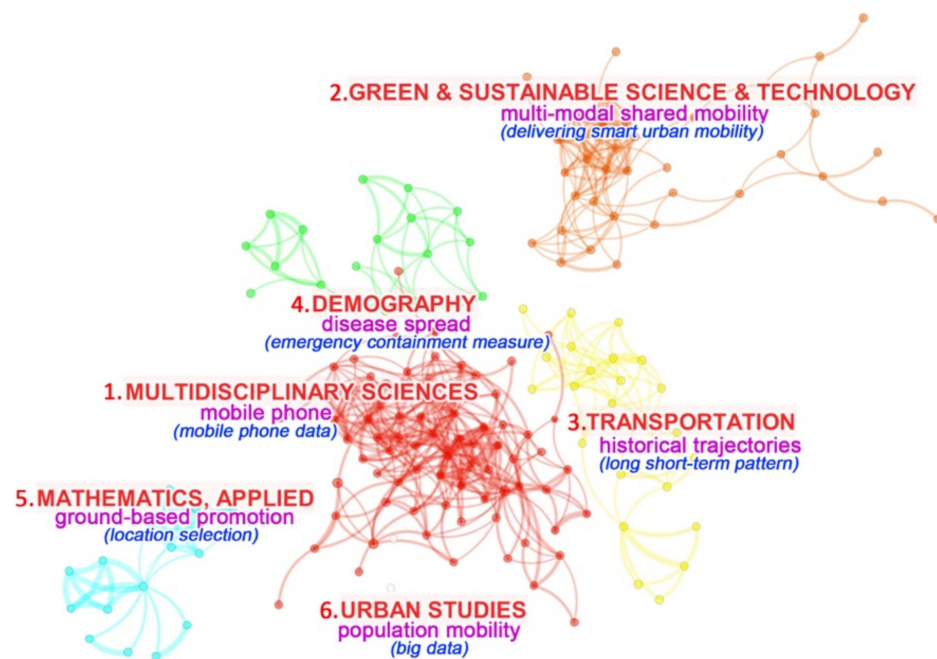 2.GREEN & SUSTAINABLE SCIENCE & TECHNOLOGY
multi-modal shared mobility
(delivering smart urban mobility)
4.DEMOGRAPHY
disease spread
(emergency containment measure)
1.MULTIDISCIPLINARY SCIENCES
mobile phone
(mobile phone data)
3.TRANSPORTATION
historical trajectories
(long short-term pattern)
5.MATHEMATICS, APPLIED
ground-based promotion
(location selection)
6.URBAN STUDIES
population mobility
(big data)